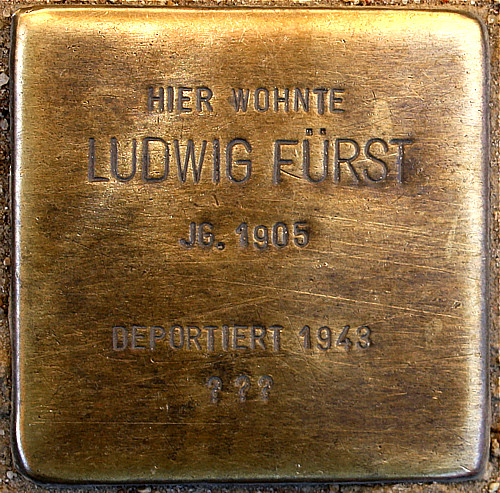 HIER WOHNTE
LUDWIG FÜRST
JG. 1905
DEPORTIERT 1943
???